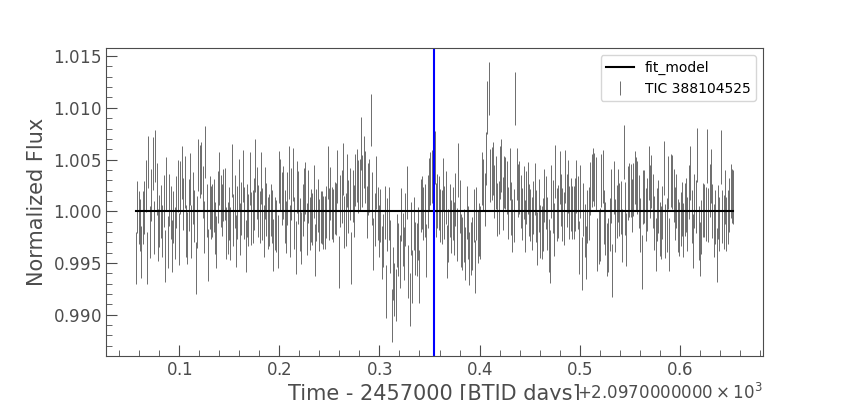 1.015
1.010
1.005
1.000
0.995
0.990
Normalized Flux
fit_model
TIC 388104525
0.1 0.2 0.3 0.4 0.5 0.6
Time - 2457000 [BTJD days]
+2.0970000000 × 10³